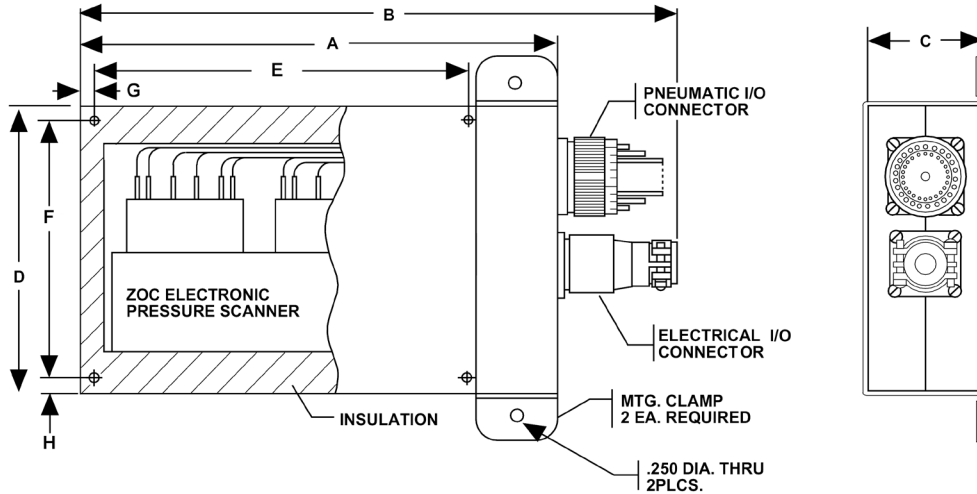 B
A
C
E
G
PNEUMATIC I/O
CONNECTOR
F
D
ZOC ELECTRONIC
PRESSURE SCANNER
ELECTRICAL I/O
CONNECTOR
INSULATION
MTG. CLAMP
2 EA. REQUIRED
H
.250 DIA. THRU
2PLCS.